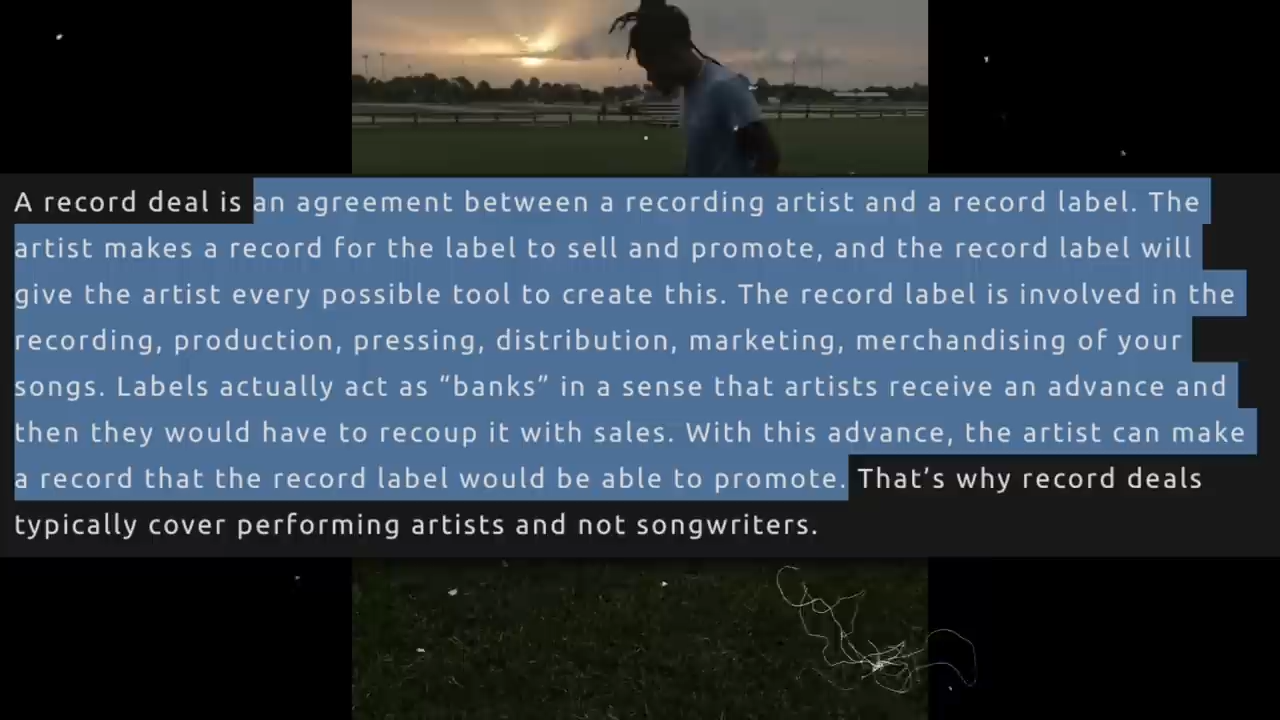 A record deal is an agreement between a recording artist and a record label. The
artist makes a record for the label to sell and promote, and the record label will
give the artist every possible tool to create this. The record label is involved in the
recording, production, pressing, distribution, marketing, merchandising of your
songs. Labels actually act as “banks” in a sense that artists receive an advance and
then they would have to recoup it with sales. With this advance, the artist can make
a record that the record label would be able to promote. That’s why record deals
typically cover performing artists and not songwriters.